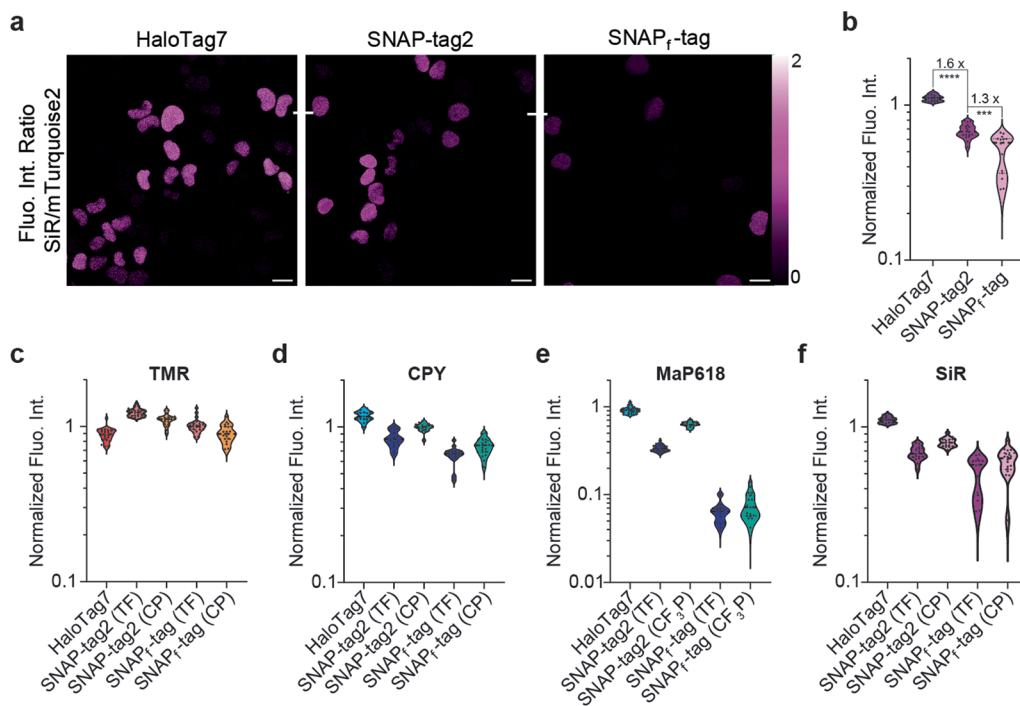 a
HaloTag7
SNAP-tag2
SNAPf-tag
Fluo. Int. Ratio
SiR/mTurquoise2
2
0
b
Normalized Fluo. Int.
1
0.1
1.6 x
****
1.3 x
***
HaloTag7
SNAP-tag2
SNAPf-tag
c
TMR
Normalized Fluo. Int.
1
0.1
HaloTag7
SNAP-tag2 (TF)
SNAP-tag2 (CP)
SNAPf-tag (TF)
SNAPf-tag (CP)
d
CPY
Normalized Fluo. Int.
1
0.1
HaloTag7
SNAP-tag2 (TF)
SNAP-tag2 (CP)
SNAPf-tag (TF)
SNAPf-tag (CP)
e
MaP618
Normalized Fluo. Int.
1
0.1
0.01
HaloTag7
SNAP-tag2 (TF)
SNAP-tag2 (CF3P)
SNAPf-tag (TF)
SNAPf-tag (CF3P)
f
SiR
Normalized Fluo. Int.
1
0.1
HaloTag7
SNAP-tag2 (TF)
SNAP-tag2 (CP)
SNAPf-tag (TF)
SNAPf-tag (CP)